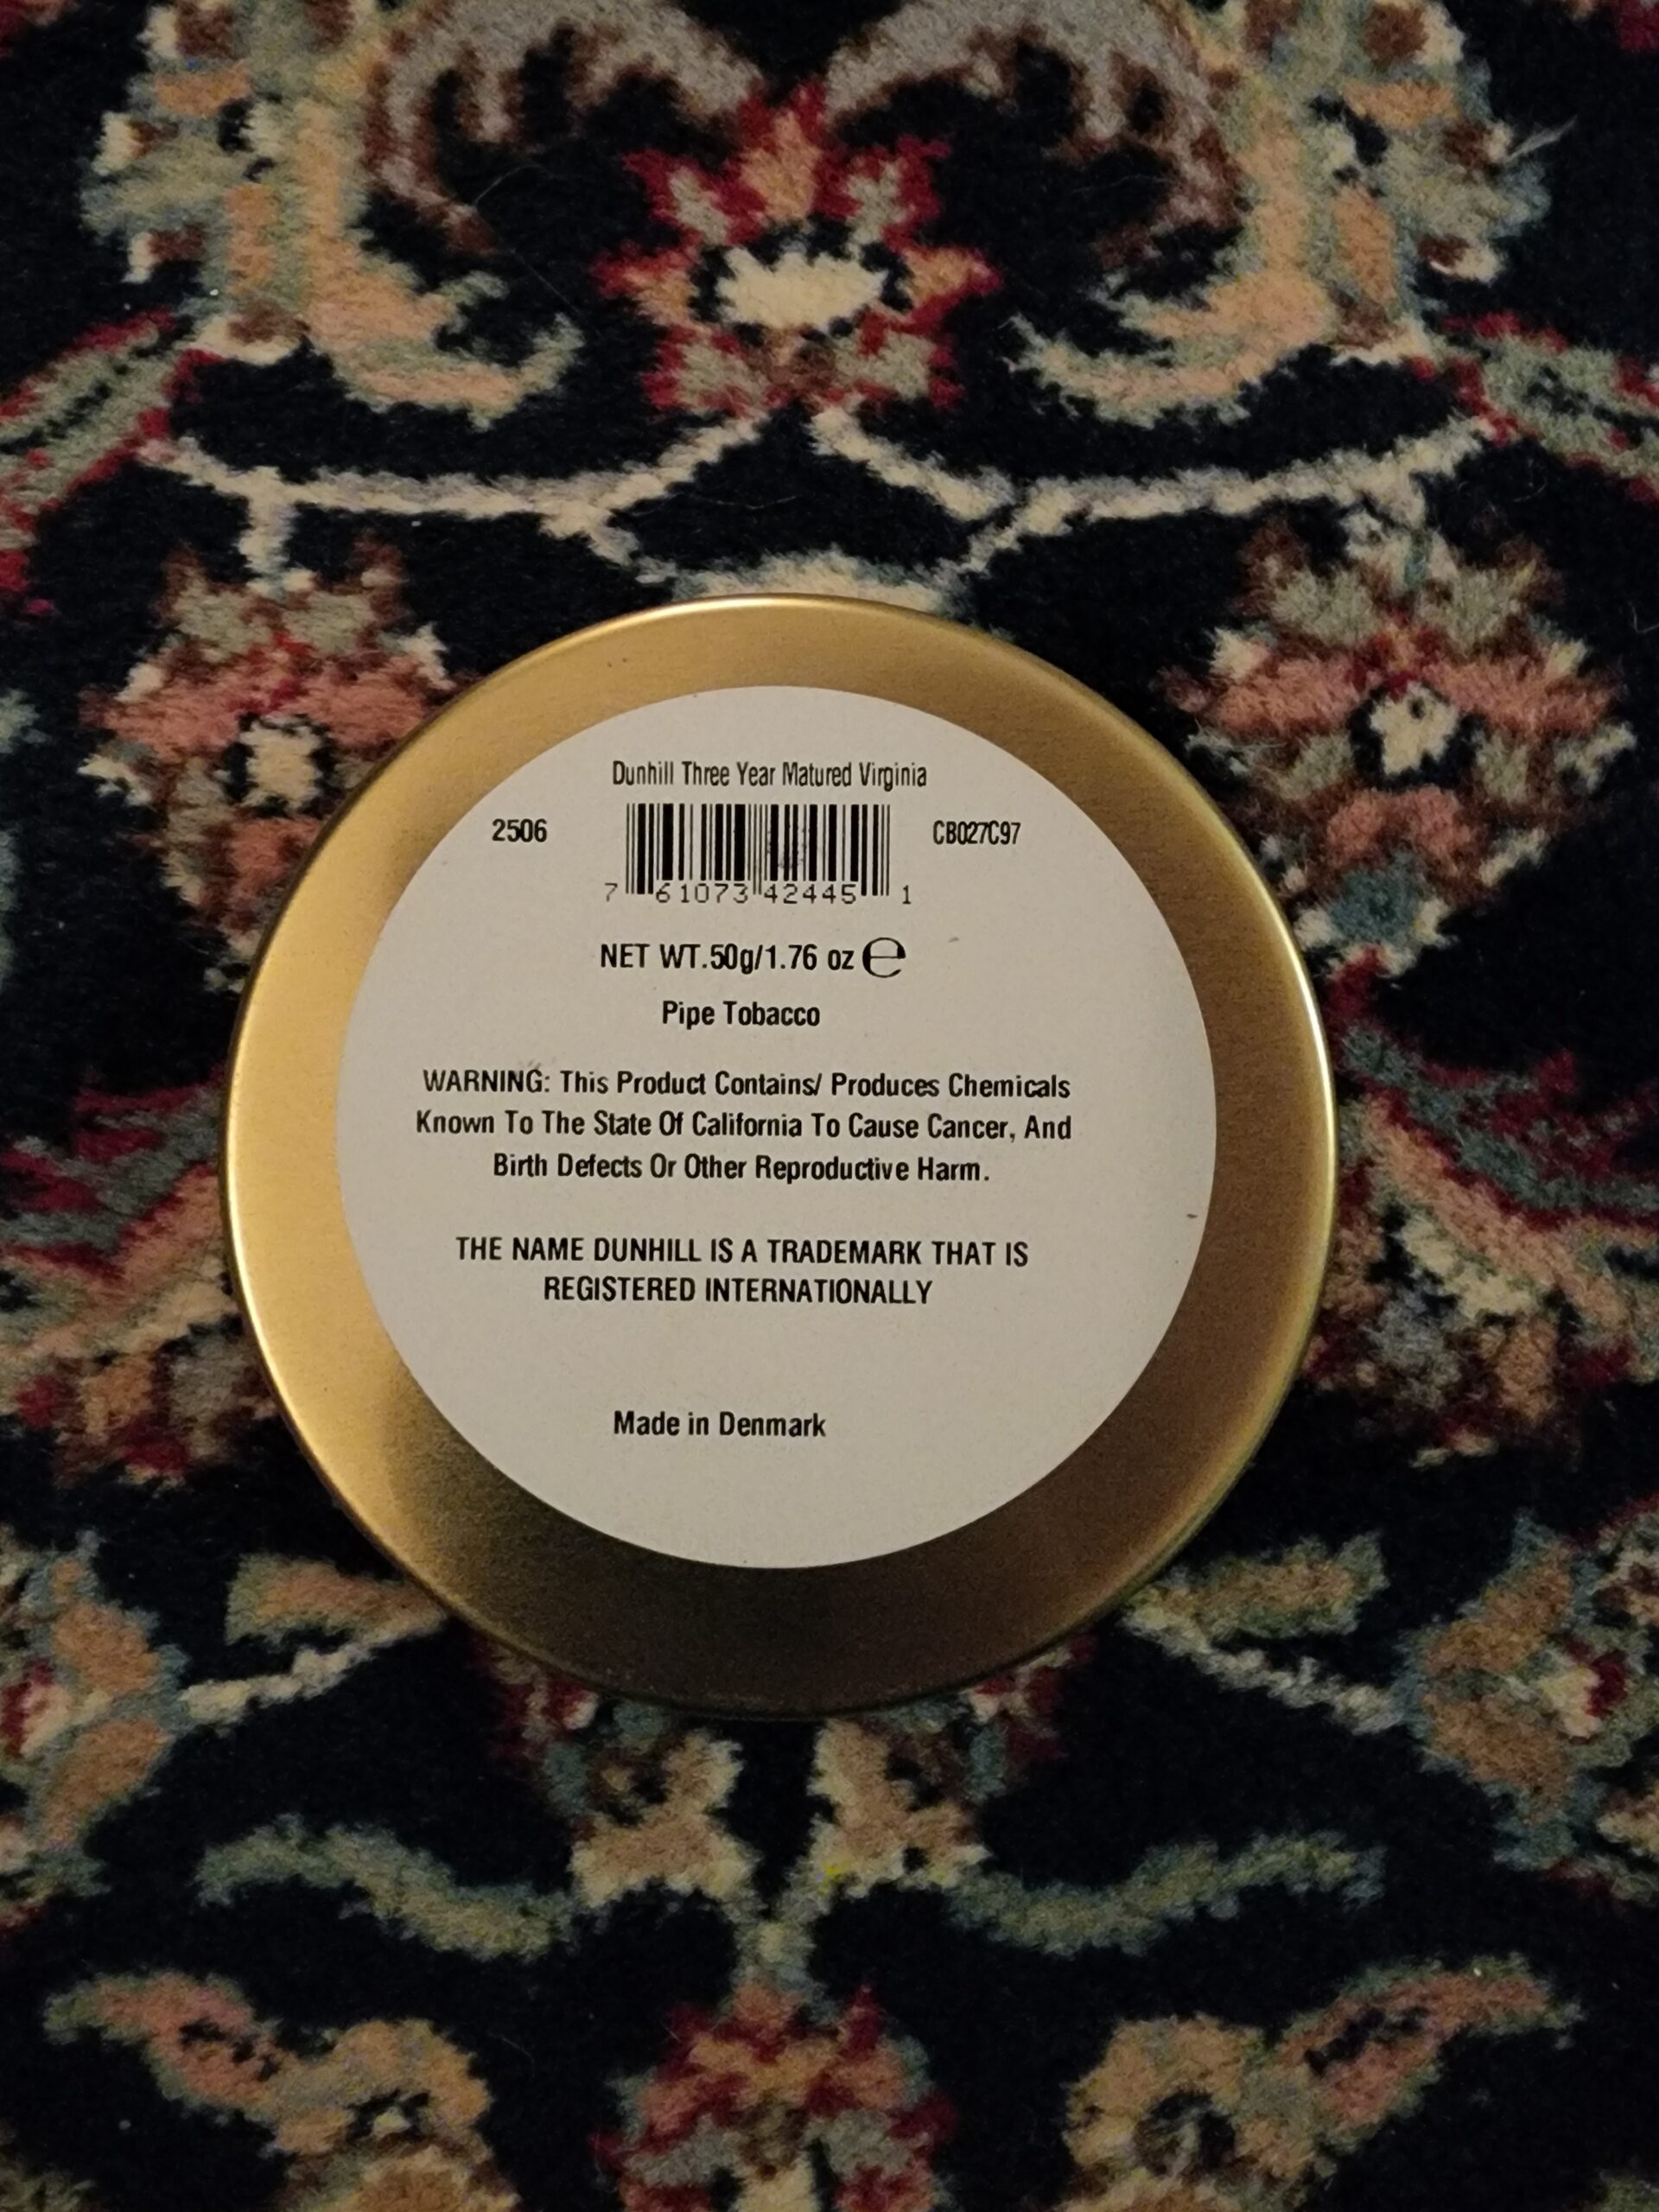 Dunhill Three Year Matured Virginia
2506
CB027C97
7 61073 42445 1
NET WT.50g/1.76 oz ℮
Pipe Tobacco
WARNING: This Product Contains/ Produces Chemicals
Known To The State Of California To Cause Cancer, And
Birth Defects Or Other Reproductive Harm.
THE NAME DUNHILL IS A TRADEMARK THAT IS
REGISTERED INTERNATIONALLY
Made in Denmark